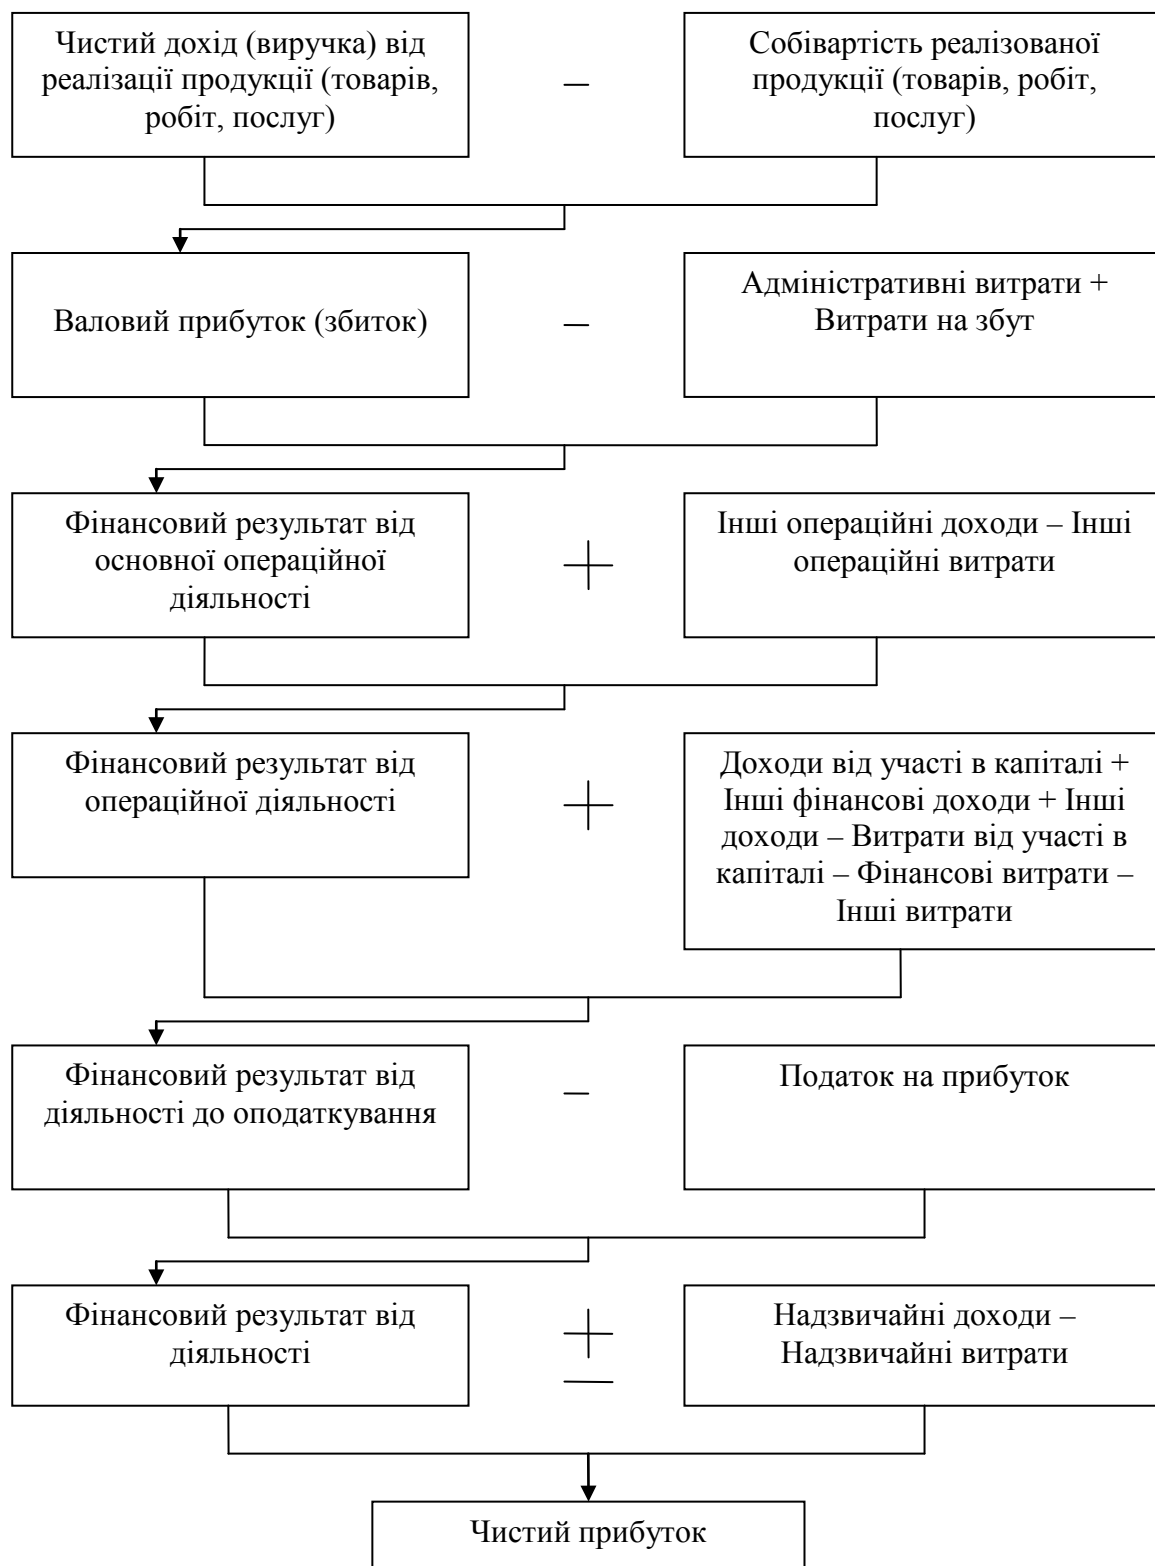 Чистий дохід (виручка) від
реалізації продукції (товарів,
робіт, послуг)
–
Собівартість реалізованої
продукції (товарів, робіт,
послуг)
Валовий прибуток (збиток)
–
Адміністративні витрати +
Витрати на збут
Фінансовий результат від
основної операційної
діяльності
+
Інші операційні доходи – Інші
операційні витрати
Фінансовий результат від
операційної діяльності
+
Доходи від участі в капіталі +
Інші фінансові доходи + Інші
доходи – Витрати від участі в
капіталі – Фінансові витрати –
Інші витрати
Фінансовий результат від
діяльності до оподаткування
–
Податок на прибуток
Фінансовий результат від
діяльності
+
–
Надзвичайні доходи –
Надзвичайні витрати
Чистий прибуток